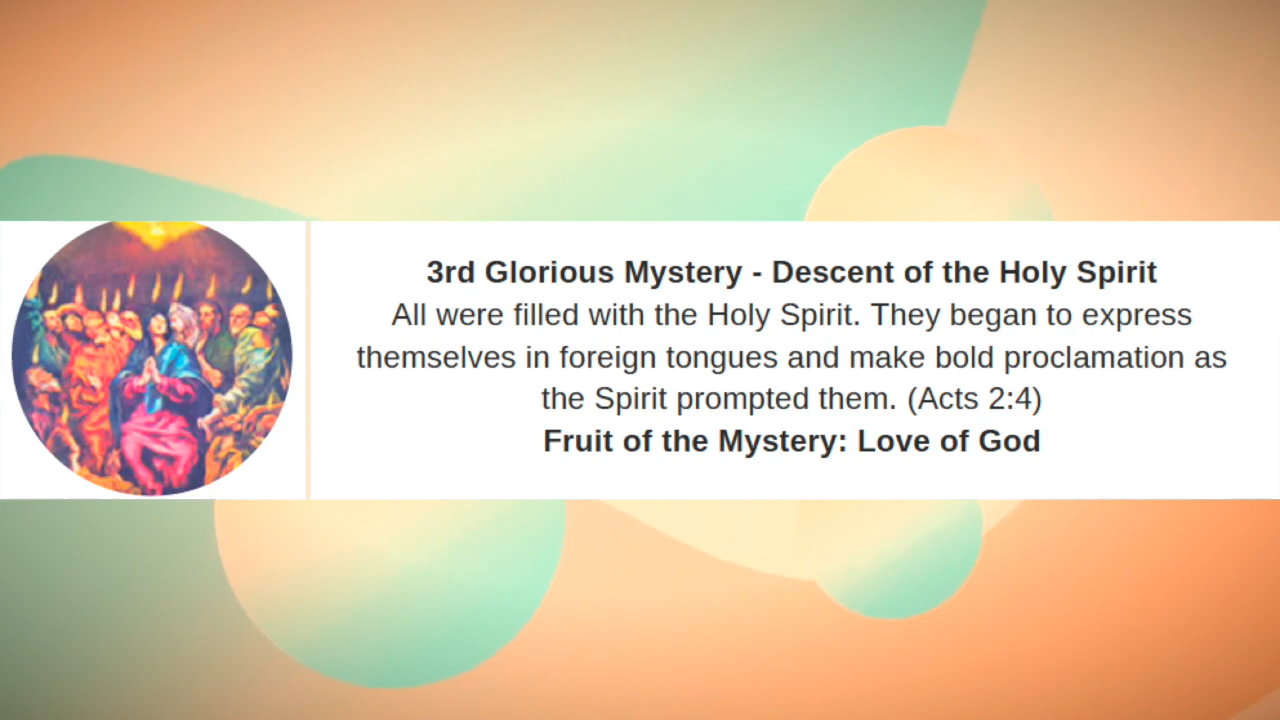 3rd Glorious Mystery - Descent of the Holy Spirit
All were filled with the Holy Spirit. They began to express
themselves in foreign tongues and make bold proclamation as
the Spirit prompted them. (Acts 2:4)
Fruit of the Mystery: Love of God